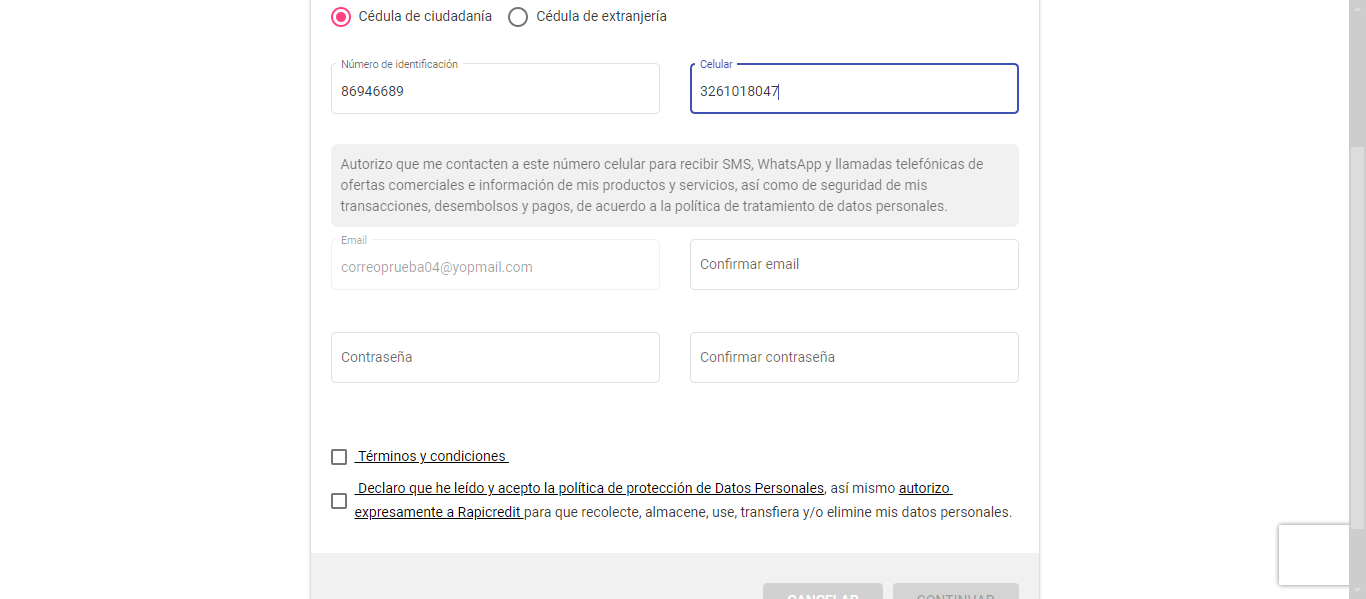 Cédula de ciudadanía Cédula de extranjería
Número de identificación Celular
86946689 3261018047
Autorizo que me contacten a este número celular para recibir SMS, WhatsApp y llamadas telefónicas de
ofertas comerciales e información de mis productos y servicios, así como de seguridad de mis
transacciones, desembolsos y pagos, de acuerdo a la política de tratamiento de datos personales.
Email
correoprueba04@yopmail.com Confirmar email
Contraseña Confirmar contraseña
Términos y condiciones
Declaro que he leído y acepto la política de protección de Datos Personales, así mismo autorizo
expresamente a Rapicredit para que recolecte, almacene, use, transfiera y/o elimine mis datos personales.
CANCELAR CONTINUAR